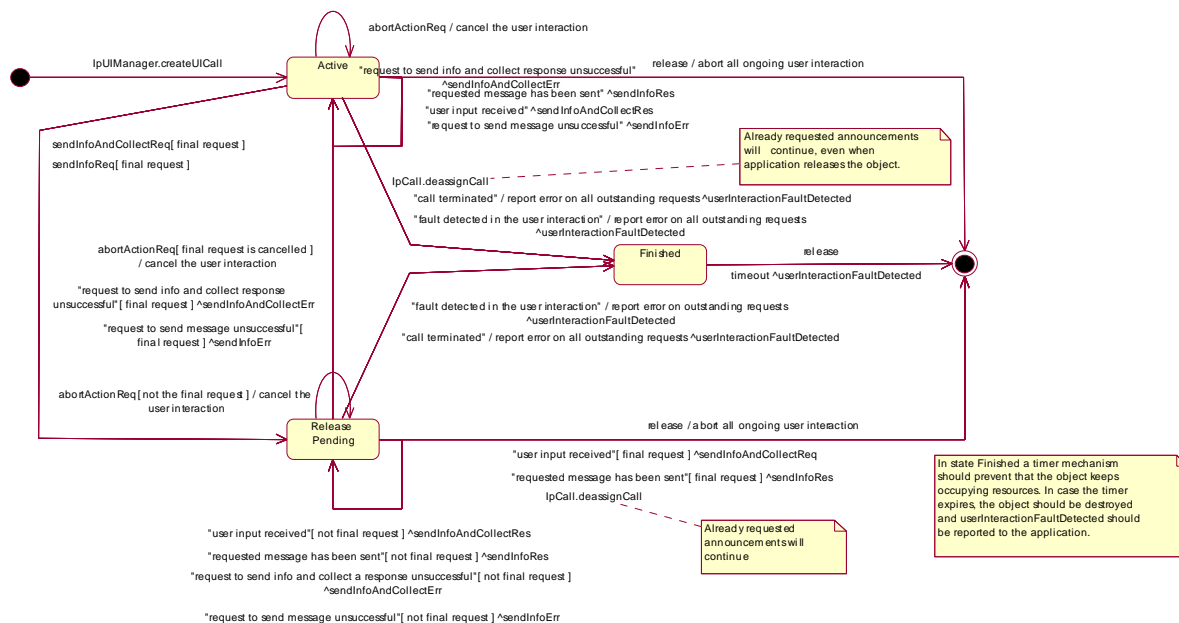 abortActionReq / cancel the user interaction
IpUIManager.createUICall
Active
"request to send info and collect response unsuccessful"
^sendInfoAndCollectErr
release / abort all ongoing user interaction
"requested message has been sent" ^sendInfoRes
"user input received" ^sendInfoAndCollectRes
"request to send message unsuccessful" ^sendInfoErr
sendInfoAndCollectReq[ final request ]
sendInfoReq[ final request ]
Already requested announcements
will continue, even when
application releases the object.
IpCall.deassignCall
"call terminated" / report error on all outstanding requests ^userInteractionFaultDetected
"fault detected in the user interaction" / report error on all outstanding requests
^userInteractionFaultDetected
Finished
release
timeout ^userInteractionFaultDetected
abortActionReq[ final request is cancelled ]
/ cancel the user interaction
"request to send info and collect response
unsuccessful"[ final request ] ^sendInfoAndCollectErr
"request to send message unsuccessful"[
final request ] ^sendInfoErr
"fault detected in the user interaction" / report error on outstanding requests
^userInteractionFaultDetected
"call terminated" / report error on all outstanding requests ^userInteractionFaultDetected
abortActionReq[ not the final request ] / cancel the
user interaction
Release
Pending
release / abort all ongoing user interaction
"user input received"[ final request ] ^sendInfoAndCollectReq
"requested message has been sent"[ final request ] ^sendInfoRes
IpCall.deassignCall
Already requested
announcements will
continue
In state Finished a timer mechanism
should prevent that the object keeps
occupying resources. In case the timer
expires, the object should be destroyed
and userInteractionFaultDetected should
be reported to the application.
"user input received"[ not final request ] ^sendInfoAndCollectRes
"requested message has been sent"[ not final request ] ^sendInfoRes
"request to send info and collect a response unsuccessful"[ not final request ]
^sendInfoAndCollectErr
"request to send message unsuccessful"[ not final request ] ^sendInfoErr